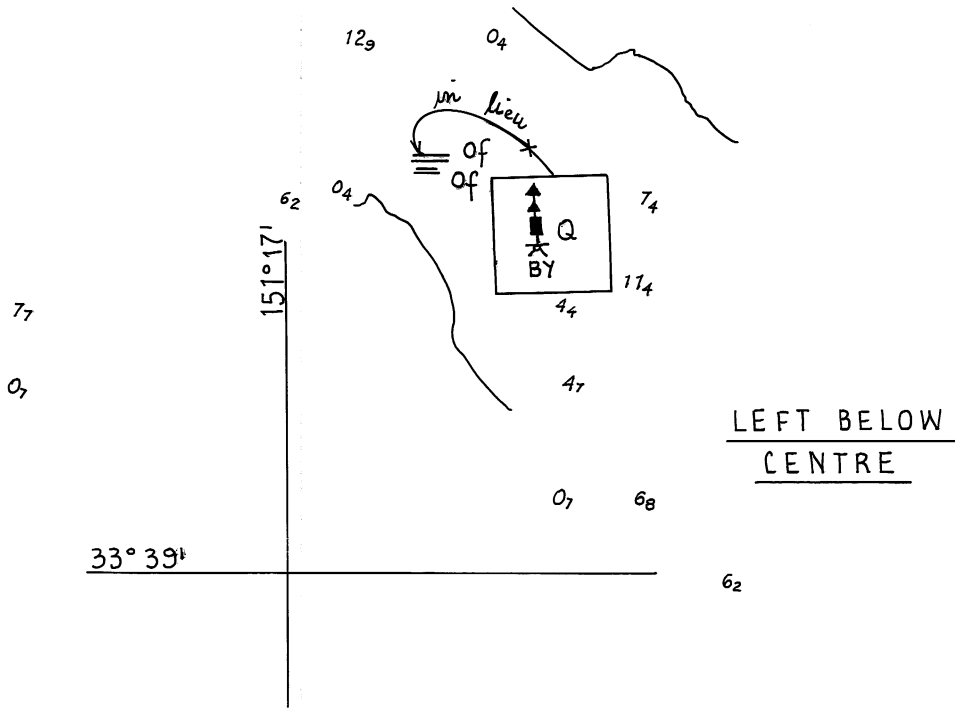 12₉ 0₄
in lieu
of
of
6₂ 0₄ 7₄
Q
BY
151°17'
11₄
7₇ 4₄
0₇ 4₇
LEFT BELOW
CENTRE
0₇ 6₈
33°39'
6₂